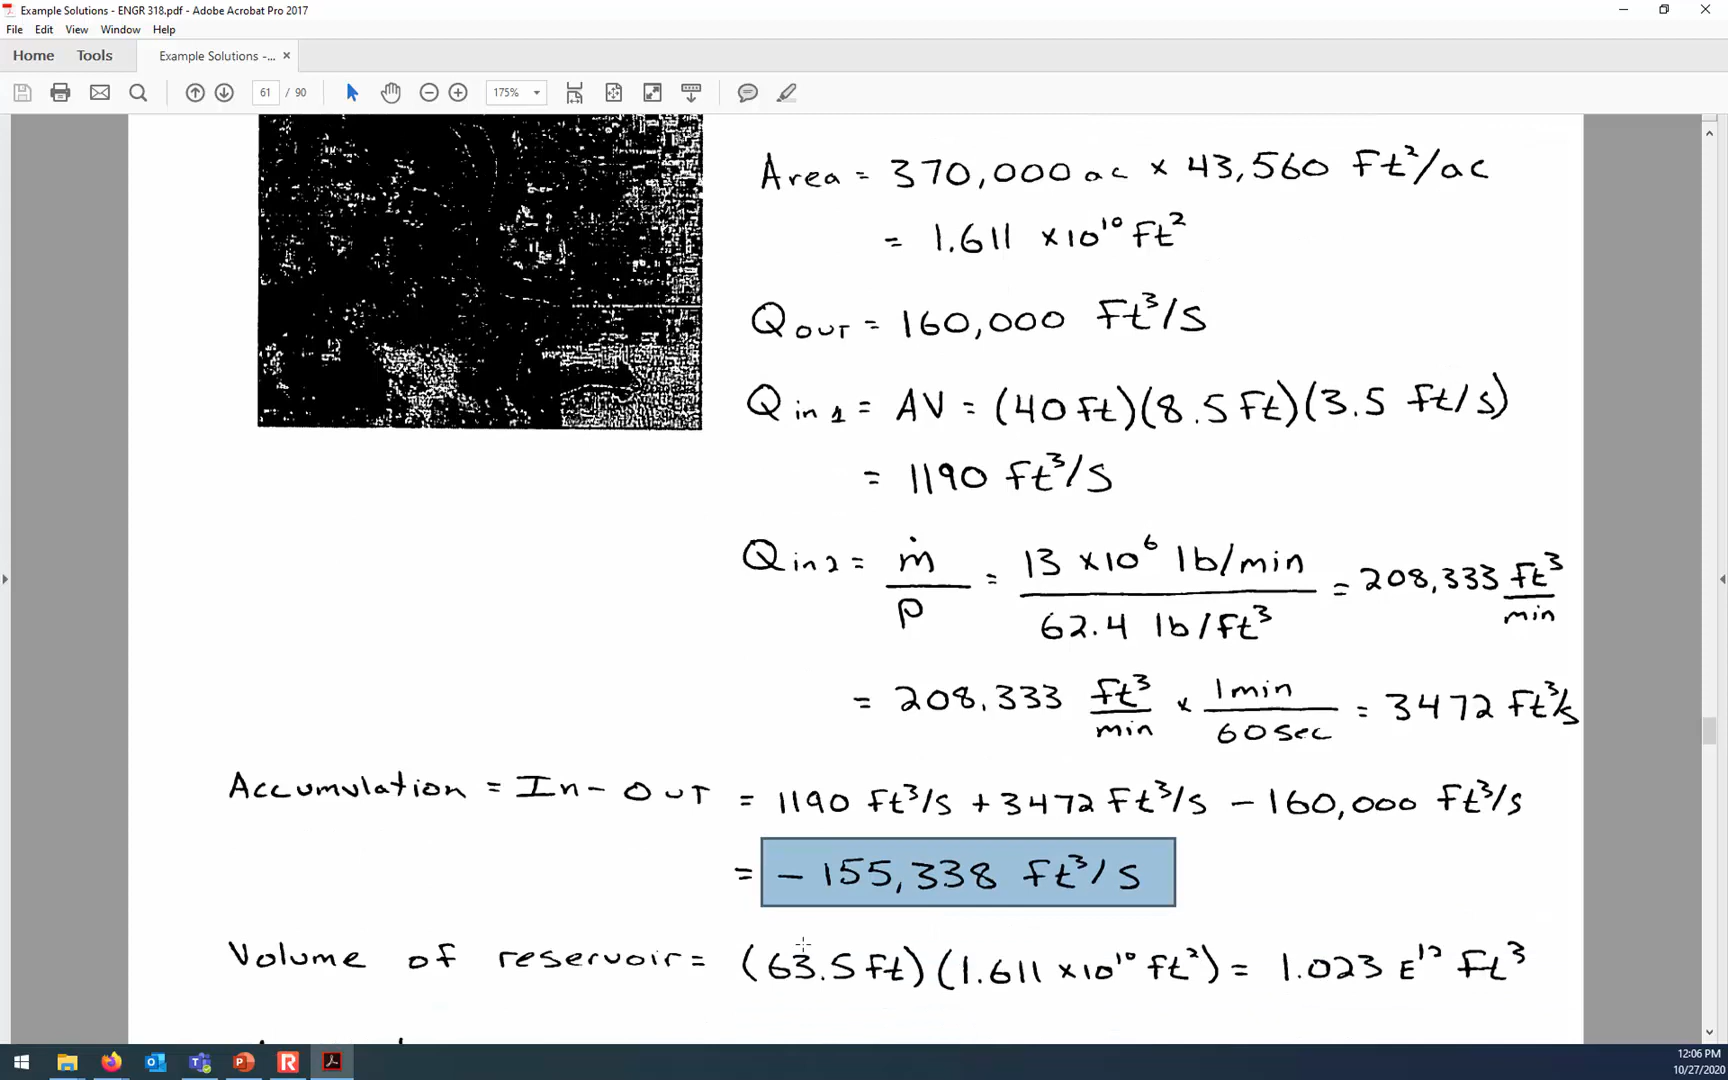 Example Solutions - ENGR 318.pdf - Adobe Acrobat Pro 2017
File Edit View Window Help
Home Tools Example Solutions -... ×
61 / 90 175%
Area = 370,000 ac × 43,560 ft²/ac
= 1.611 ×10¹⁰ ft²
Qout = 160,000 ft³/s
Qin 1 = AV = (40 ft)(8.5 ft)(3.5 ft/s)
= 1190 ft³/s
Qin 2 = ṁ/ρ = 13 ×10⁶ lb/min / 62.4 lb/ft³ = 208,333 ft³/min
= 208,333 ft³/min × 1min/60sec = 3472 ft³/s
Accumulation = In - OUT = 1190 ft³/s + 3472 ft³/s - 160,000 ft³/s
= - 155,338 ft³/s
Volume of reservoir = (63.5 ft)(1.611 ×10¹⁰ ft²) = 1.023 E¹² ft³
12:06 PM
10/27/2020